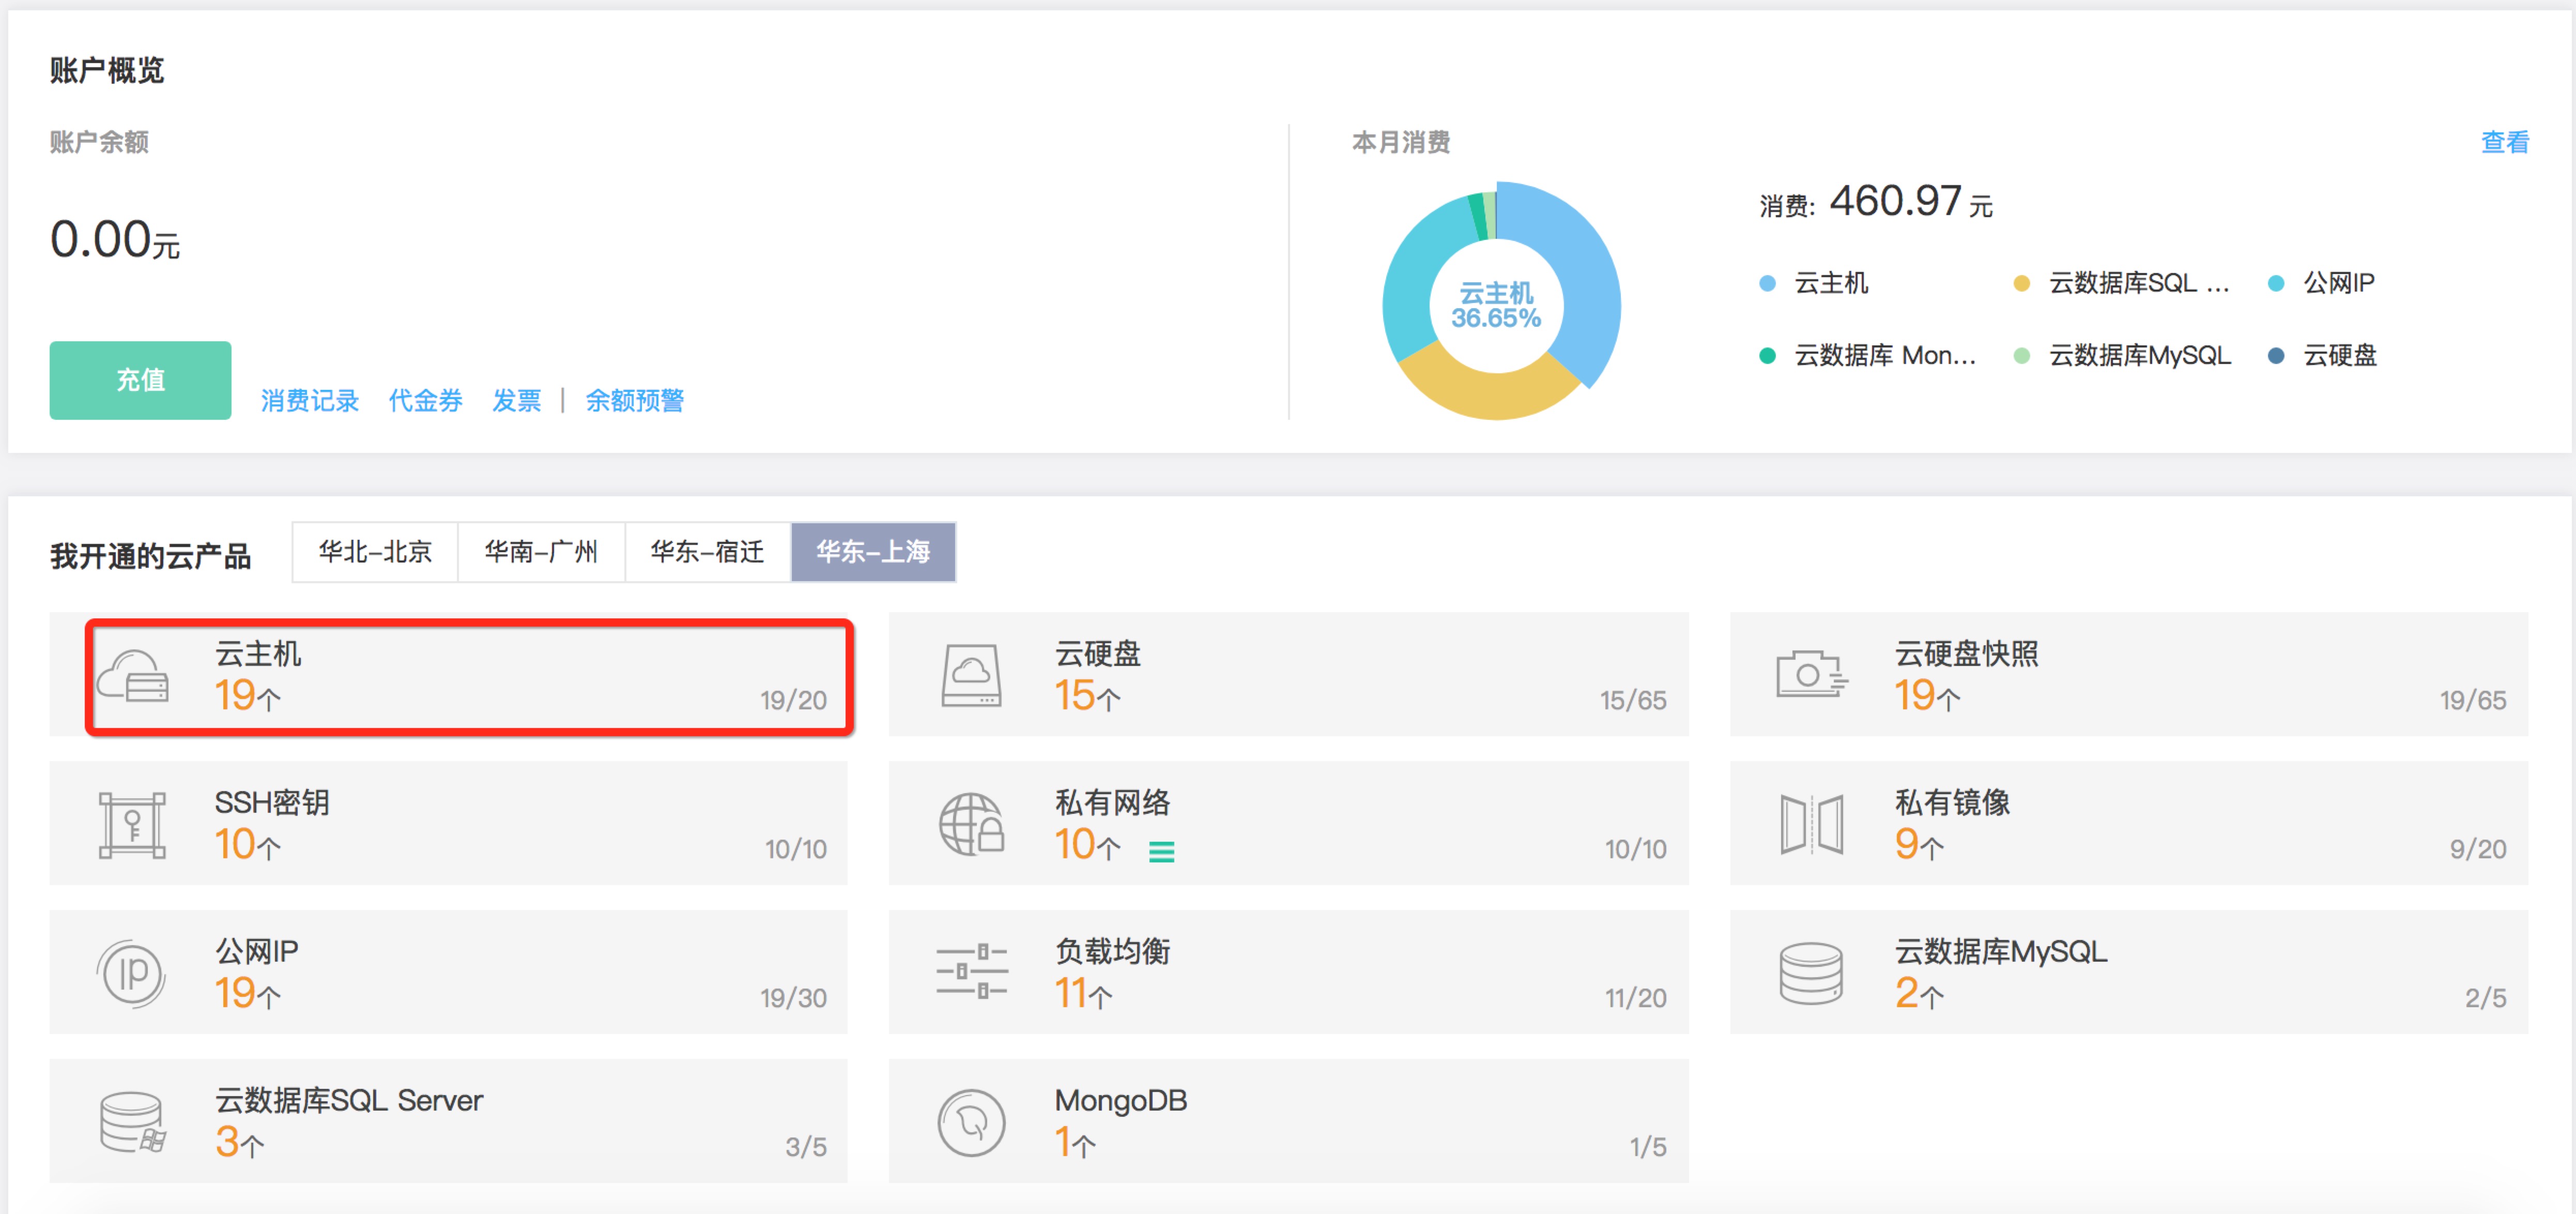 账户概览
账户余额
0.00元
充值
消费记录 代金券 发票 | 余额预警
本月消费
查看
云主机
36.65%
消费: 460.97 元
云主机 云数据库SQL ... 公网IP
云数据库 Mon... 云数据库MySQL 云硬盘
我开通的云产品
华北-北京 华南-广州 华东-宿迁 华东-上海
云主机
19个 19/20
云硬盘
15个 15/65
云硬盘快照
19个 19/65
SSH密钥
10个 10/10
私有网络
10个 10/10
私有镜像
9个 9/20
IP
公网IP
19个 19/30
负载均衡
11个 11/20
云数据库MySQL
2个 2/5
云数据库SQL Server
3个 3/5
MongoDB
1个 1/5